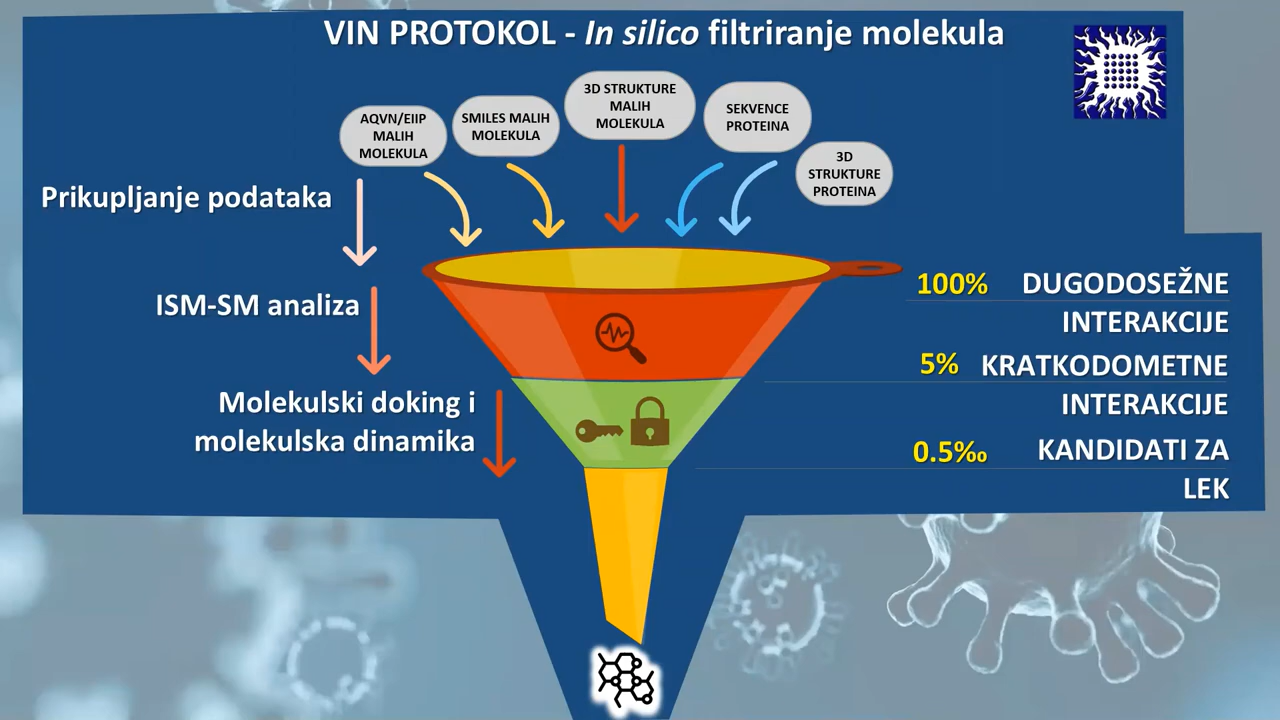 VIN PROTOKOL - In silico filtriranje molekula
AQVN/EIIP
MALIH
MOLEKULA
SMILES MALIH
MOLEKULA
3D STRUKTURE
MALIH
MOLEKULA
SEKVENCE
PROTEINA
3D
STRUKTURE
PROTEINA
Prikupljanje podataka
ISM-SM analiza
Molekulski doking i
molekulska dinamika
100% DUGODOSEŽNE
INTERAKCIJE
5% KRATKODOMETNE
INTERAKCIJE
0.5‰ KANDIDATI ZA
LEK